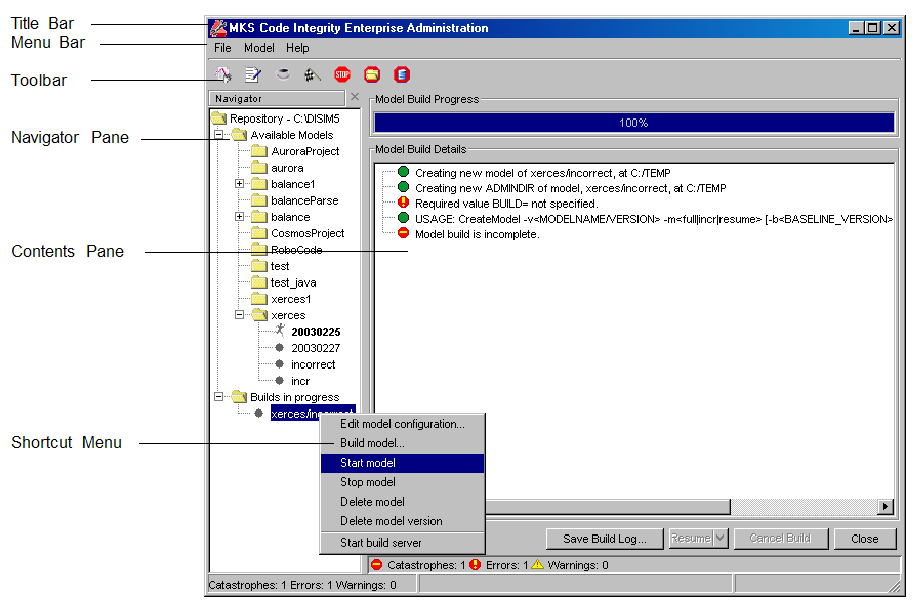 Title Bar
Menu Bar
Toolbar
Navigator Pane
Contents Pane
Shortcut Menu
MKS Code Integrity Enterprise Administration
File Model Help
STOP
Navigator
Repository - C:\DISIM5
Available Models
AuroraProject
aurora
balance1
balanceParse
balance
CosmosProject
RoboCode
test
test_java
xerces1
xerces
20030225
20030227
incorrect
incr
Builds in progress
xerces/incorrect
Edit model configuration...
Build model...
Start model
Stop model
Delete model
Delete model version
Start build server
Model Build Progress
100%
Model Build Details
Creating new model of xerces/incorrect, at C:/TEMP
Creating new ADMINDIR of model, xerces/incorrect, at C:/TEMP
Required value BUILD= not specified.
USAGE: CreateModel -v<MODELNAME/VERSION> -m<full|incr|resume> [-b<BASELINE_VERSION>
Model build is incomplete.
Save Build Log... Resume Cancel Build Close
Catastrophes: 1 Errors: 1 Warnings: 0
Catastrophes: 1 Errors: 1 Warnings: 0